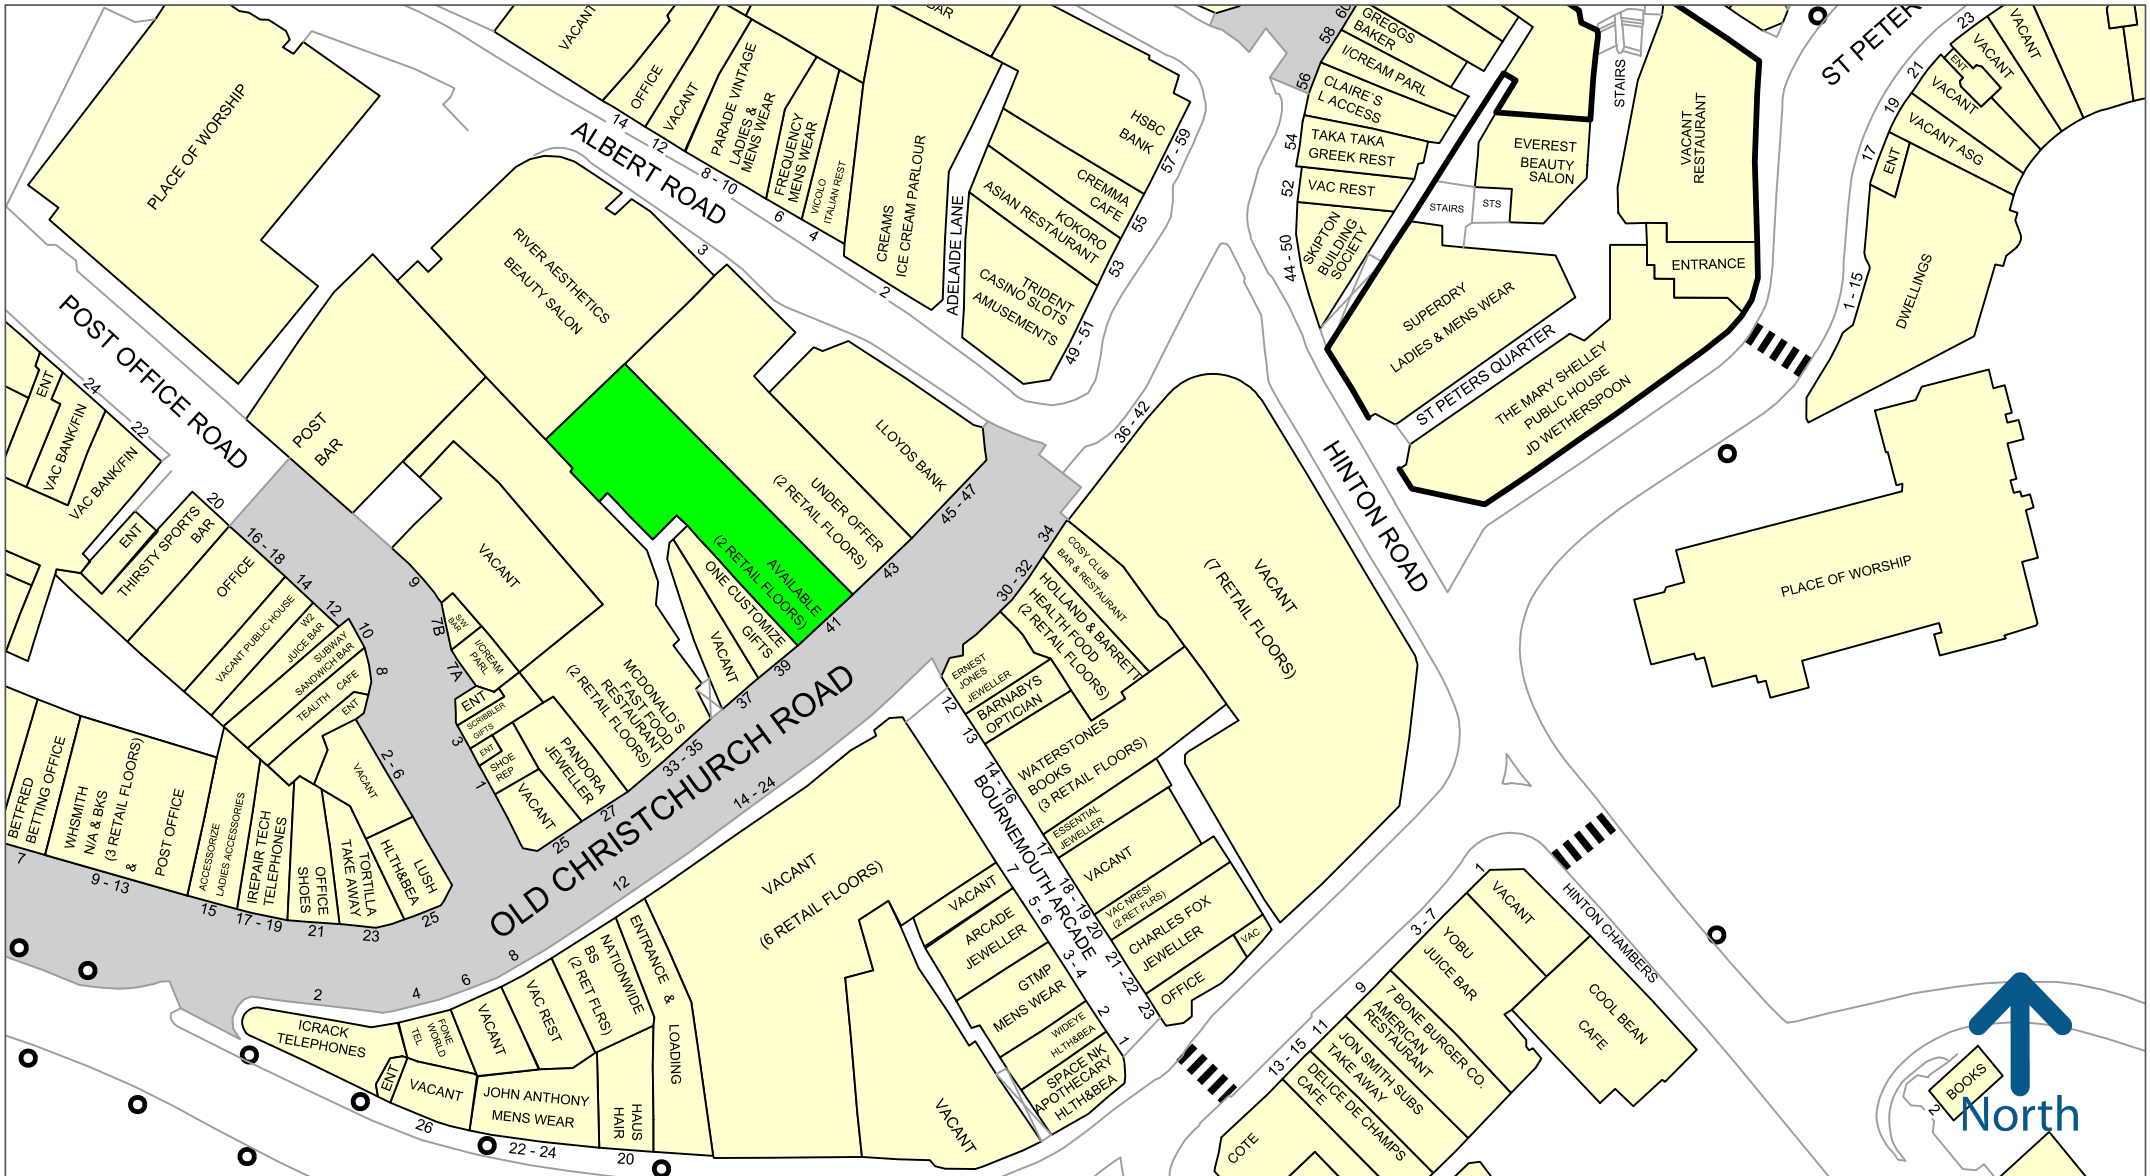 PLACE OF WORSHIP
VACANT
OFFICE
VACANT
PARADE VINTAGE
LADIES &
MENS WEAR
FREQUENCY
MENS WEAR
VICOLO
ITALIAN REST
CREAMS
ICE CREAM PARLOUR
BAR
14
12
8 - 10
6
4
2
ALBERT ROAD
3
ADELAIDE LANE
HSBC
BANK
57 - 59
CREMMA
CAFE
55
KOKORO
ASIAN RESTAURANT
53
TRIDENT
CASINO SLOTS
AMUSEMENTS
49 - 51
60
58
GREGGS
BAKER
I/CREAM PARL
56
CLAIRE`S
L ACCESS
54
TAKA TAKA
GREEK REST
52
VAC REST
44 - 50
SKIPTON
BUILDING
SOCIETY
STAIRS
STS
STAIRS
EVEREST
BEAUTY
SALON
VACANT
RESTAURANT
ENTRANCE
SUPERDRY
LADIES & MENS WEAR
ST PETERS QUARTER
THE MARY SHELLEY
PUBLIC HOUSE
JD WETHERSPOON
ST PETER
23
VACANT
VACANT
ENT
21
VACANT
19
VACANT ASG
17
ENT
1 - 15
DWELLINGS
PLACE OF WORSHIP
RIVER AESTHETICS
BEAUTY SALON
POST OFFICE ROAD
POST
BAR
24
22
ENT
VAC BANK/FIN
VAC BANK/FIN
ENT
20
THIRSTY SPORTS
BAR
16 - 18
OFFICE
14
VACANT PUBLIC HOUSE
12
W2
JUICE BAR
10
SUBWAY
SANDWICH BAR
8
TEALITH CAFE
ENT
2 - 6
VACANT
LUSH
HLTH&BEA
25
TORTILLA
TAKE AWAY
23
OFFICE
SHOES
21
IREPAIR TECH
TELEPHONES
17 - 19
ACCESSORIZE
LADIES ACCESSORIES
15
WHSMITH
N/A & BKS
(3 RETAIL FLOORS)
&
POST OFFICE
9 - 13
BETFRED
BETTING OFFICE
7
9
VACANT
7B
S/W
BAR
7A
I/CREAM
PARL
ENT
SCRIBBLER
GIFTS
3
ENT
SHOE
REP
1
VACANT
25
PANDORA
JEWELLER
27
MCDONALD`S
FAST FOOD
RESTAURANT
(2 RETAIL FLOORS)
33 - 35
VACANT
37
ONE CUSTOMIZE
GIFTS
39
AVAILABLE
(2 RETAIL FLOORS)
41
UNDER OFFER
(2 RETAIL FLOORS)
43
LLOYDS BANK
45 - 47
OLD CHRISTCHURCH ROAD
36 - 42
VACANT
(7 RETAIL FLOORS)
HINTON ROAD
34
COSY CLUB
BAR & RESTAURANT
30 - 32
HOLLAND & BARRETT
HEALTH FOOD
(2 RETAIL FLOORS)
ERNEST
JONES
JEWELLER
12
BARNABYS
OPTICIAN
13
WATERSTONES
BOOKS
(3 RETAIL FLOORS)
14 - 16
BOURNEMOUTH ARCADE
ESSENTIAL
JEWELLER
17
VACANT
18 - 19
VAC NRESI
(2 RET FLRS)
20
CHARLES FOX
JEWELLER
VAC
21 - 22
OFFICE
23
14 - 24
12
VACANT
(6 RETAIL FLOORS)
VACANT
7
ARCADE
JEWELLER
5 - 6
GTMP
MENS WEAR
3 - 4
WIDEYE
HLTH&BEA
2
SPACE NK
APOTHECARY
HLTH&BEA
1
VACANT
8
ENTRANCE & LOADING
NATIONWIDE
BS
(2 RET FLRS)
6
VAC REST
4
VACANT
FONE
WORLD
TEL
2
ICRACK
TELEPHONES
ENT
VACANT
26
JOHN ANTHONY
MENS WEAR
22 - 24
HAUS
HAIR
20
1
VACANT
HINTON CHAMBERS
3 - 7
YOBU
JUICE BAR
COOL BEAN
CAFE
9
7 BONE BURGER CO.
AMERICAN
RESTAURANT
11
JON SMITH SUBS
TAKE AWAY
13 - 15
DELICE DE CHAMPS
CAFE
COTE
BOOKS
2
North